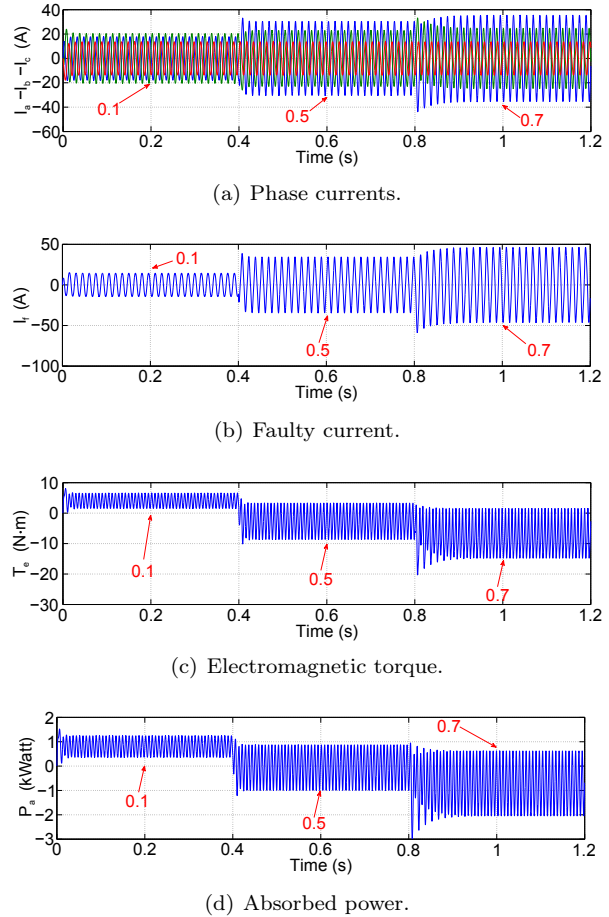 40
20
0
−20
−40
−60
I_a −I_b −I_c (A)
0.1
0.5
0.7
0 0.2 0.4 0.6 0.8 1 1.2
Time (s)
(a) Phase currents.
50
0
−50
−100
I_f (A)
0.1
0.5
0.7
0 0.2 0.4 0.6 0.8 1 1.2
Time (s)
(b) Faulty current.
10
0
−10
−20
−30
T_e (N·m)
0.1
0.5
0.7
0 0.2 0.4 0.6 0.8 1 1.2
Time (s)
(c) Electromagnetic torque.
2
1
0
−1
−2
−3
P_a (kWatt)
0.7
0.1
0.5
0 0.2 0.4 0.6 0.8 1 1.2
Time (s)
(d) Absorbed power.